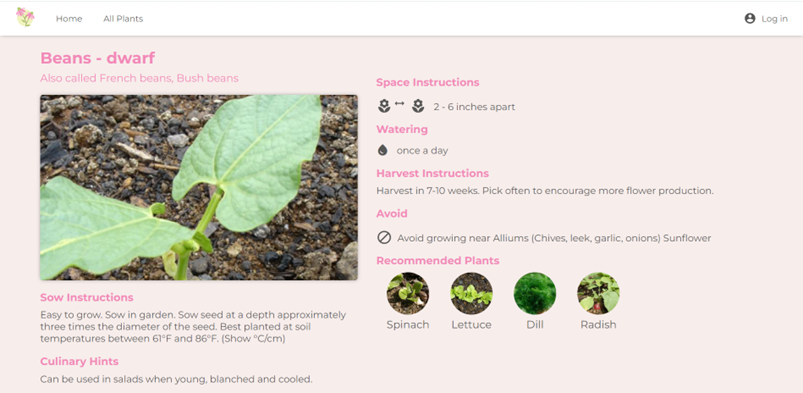 Home
All Plants
Log in
Beans - dwarf
Also called French beans, Bush beans
Sow Instructions
Easy to grow. Sow in garden. Sow seed at a depth approximately
three times the diameter of the seed. Best planted at soil
temperatures between 61°F and 86°F. (Show °C/cm)
Culinary Hints
Can be used in salads when young, blanched and cooled.
Space Instructions
2 - 6 inches apart
Watering
once a day
Harvest Instructions
Harvest in 7-10 weeks. Pick often to encourage more flower production.
Avoid
Avoid growing near Alliums (Chives, leek, garlic, onions) Sunflower
Recommended Plants
Spinach
Lettuce
Dill
Radish